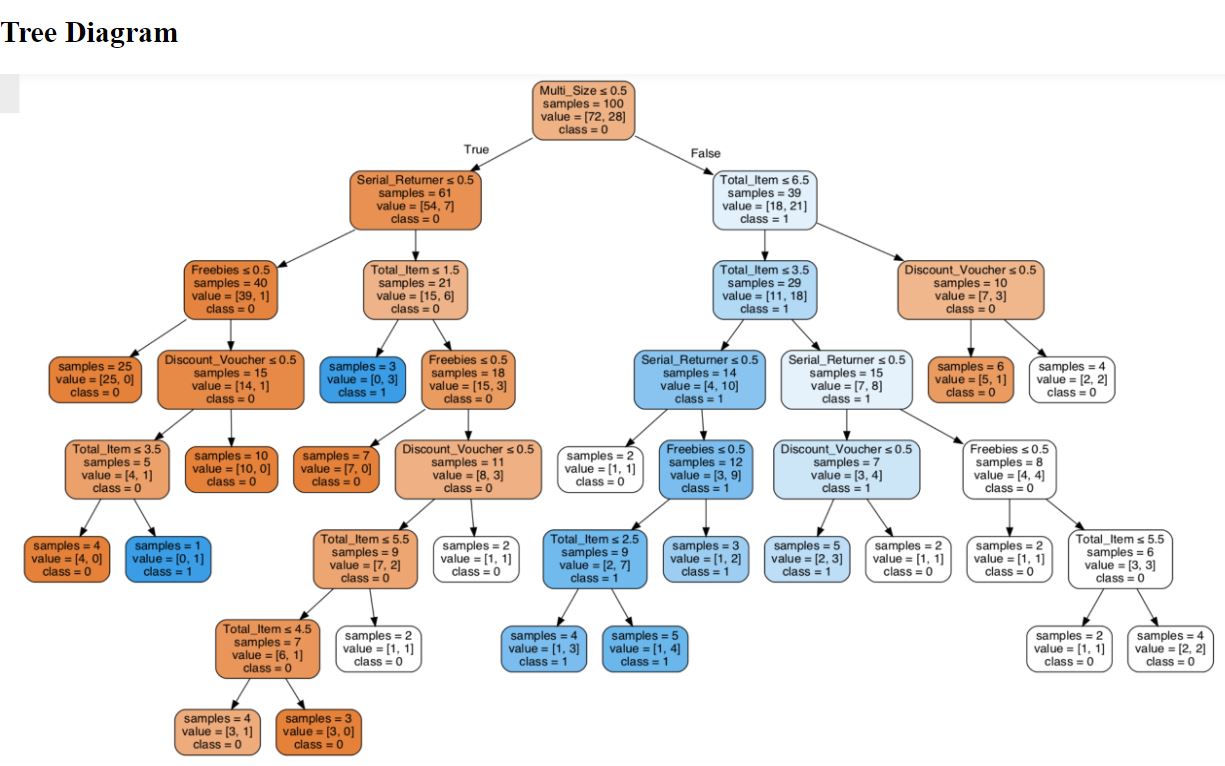 Tree Diagram
Multi_Size ≤ 0.5
samples = 100
value = [72, 28]
class = 0
True
False
Serial_Returner ≤ 0.5
samples = 61
value = [54, 7]
class = 0
Total_Item ≤ 6.5
samples = 39
value = [18, 21]
class = 1
Freebies ≤ 0.5
samples = 40
value = [39, 1]
class = 0
Total_Item ≤ 1.5
samples = 21
value = [15, 6]
class = 0
Total_Item ≤ 3.5
samples = 29
value = [11, 18]
class = 1
Discount_Voucher ≤ 0.5
samples = 10
value = [7, 3]
class = 0
samples = 25
value = [25, 0]
class = 0
Discount_Voucher ≤ 0.5
samples = 15
value = [14, 1]
class = 0
samples = 3
value = [0, 3]
class = 1
Freebies ≤ 0.5
samples = 18
value = [15, 3]
class = 0
Serial_Returner ≤ 0.5
samples = 14
value = [4, 10]
class = 1
Serial_Returner ≤ 0.5
samples = 15
value = [7, 8]
class = 1
samples = 6
value = [5, 1]
class = 0
samples = 4
value = [2, 2]
class = 0
Total_Item ≤ 3.5
samples = 5
value = [4, 1]
class = 0
samples = 10
value = [10, 0]
class = 0
samples = 7
value = [7, 0]
class = 0
Discount_Voucher ≤ 0.5
samples = 11
value = [8, 3]
class = 0
samples = 2
value = [1, 1]
class = 0
Freebies ≤ 0.5
samples = 12
value = [3, 9]
class = 1
Discount_Voucher ≤ 0.5
samples = 7
value = [3, 4]
class = 1
Freebies ≤ 0.5
samples = 8
value = [4, 4]
class = 0
samples = 4
value = [4, 0]
class = 0
samples = 1
value = [0, 1]
class = 1
Total_Item ≤ 5.5
samples = 9
value = [7, 2]
class = 0
samples = 2
value = [1, 1]
class = 0
Total_Item ≤ 2.5
samples = 9
value = [2, 7]
class = 1
samples = 3
value = [1, 2]
class = 1
samples = 5
value = [2, 3]
class = 1
samples = 2
value = [1, 1]
class = 0
samples = 2
value = [1, 1]
class = 0
Total_Item ≤ 5.5
samples = 6
value = [3, 3]
class = 0
Total_Item ≤ 4.5
samples = 7
value = [6, 1]
class = 0
samples = 2
value = [1, 1]
class = 0
samples = 4
value = [1, 3]
class = 1
samples = 5
value = [1, 4]
class = 1
samples = 2
value = [1, 1]
class = 0
samples = 4
value = [2, 2]
class = 0
samples = 4
value = [3, 1]
class = 0
samples = 3
value = [3, 0]
class = 0